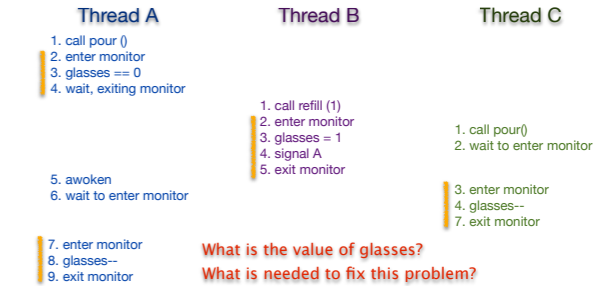 Thread A
1. call pour ()
2. enter monitor
3. glasses == 0
4. wait, exiting monitor
5. awoken
6. wait to enter monitor
7. enter monitor
8. glasses--
9. exit monitor
Thread B
1. call refill (1)
2. enter monitor
3. glasses = 1
4. signal A
5. exit monitor
Thread C
1. call pour()
2. wait to enter monitor
3. enter monitor
4. glasses--
7. exit monitor
What is the value of glasses?
What is needed to fix this problem?